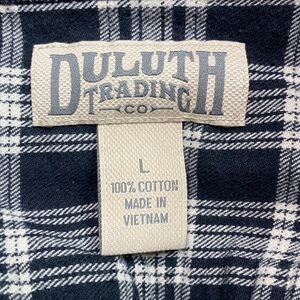 DULUTH
TRADING
CO
L
100% COTTON
MADE IN
VIETNAM